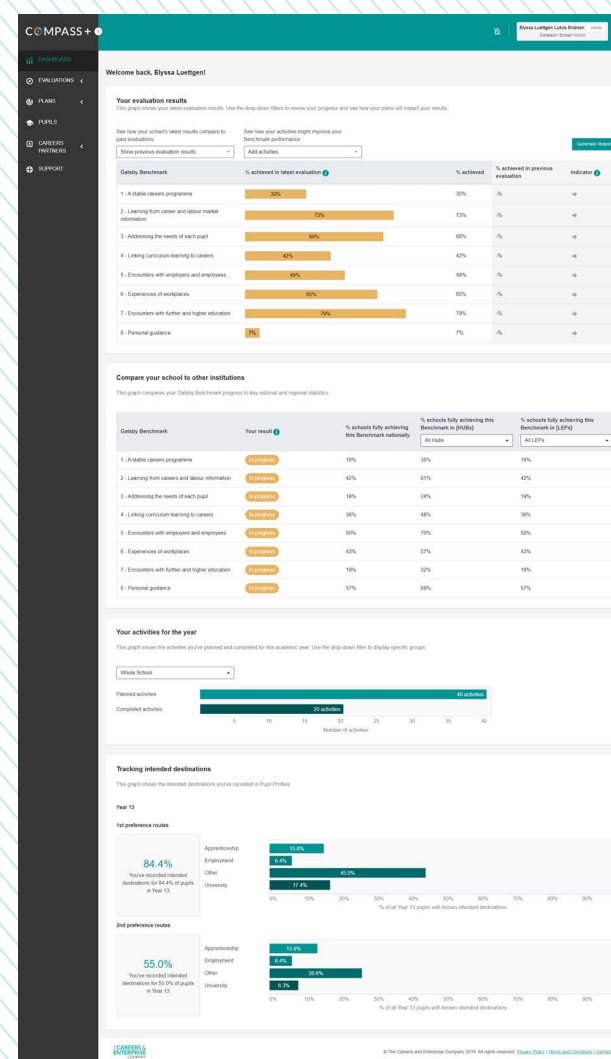 COMPASS+
Elyssa Luettgen Lukas Erdman admin
Compass+ School School
DASHBOARD
EVALUATIONS
PLANS
PUPILS
CAREERS
PARTNERS
SUPPORT
Welcome back, Elyssa Luettgen!
Your evaluation results
This graph shows your latest evaluation results. Use the drop-down filters to review your progress and see how your plans will impact your results.
See how your school's latest results compare to
past evaluations:
Show previous evaluation results
See how your activities might improve your
Benchmark performance
Add activities
Generate Report
Gatsby Benchmark % achieved in latest evaluation % achieved % achieved in previous evaluation Indicator
1 - A stable careers programme 30% 30% -%
2 - Learning from career and labour market
information 73% 73% -%
3 - Addressing the needs of each pupil 68% 68% -%
4 - Linking curriculum learning to careers 42% 42% -%
5 - Encounters with employers and employees 49% 49% -%
6 - Experiences of workplaces 65% 65% -%
7 - Encounters with further and higher education 79% 79% -%
8 - Personal guidance 7% 7% -%
Compare your school to other institutions
This graph compares your Gatsby Benchmark progress to key national and regional statistics.
Gatsby Benchmark Your result % schools fully achieving this Benchmark nationally % schools fully achieving this Benchmark in [HUBs] % schools fully achieving this Benchmark in [LEPs]
All Hubs All LEPs
1 - A stable careers programme In progress 18% 35% 18%
2 - Learning from career and labour information In progress 42% 61% 42%
3 - Addressing the needs of each pupil In progress 19% 24% 19%
4 - Linking curriculum learning to careers In progress 36% 48% 36%
5 - Encounters with employers and employees In progress 50% 70% 50%
6 - Experiences of workplaces In progress 43% 57% 43%
7 - Encounters with further and higher education In progress 19% 32% 19%
8 - Personal guidance In progress 57% 68% 57%
Your activities for the year
This graph shows the activities you've planned and completed for this academic year. Use the drop-down filter to display specific groups.
Whole School
Planned activities 40 activities
Completed activities 20 activities
5 10 15 20 25 30 35 40
Number of activities
Tracking intended destinations
This graph shows the intended destinations you've recorded in Pupil Profiles
Year 13
1st preference routes
84.4%
You've recorded intended
destinations for 84.4% of pupils
in Year 13
Apprenticeship 15.6%
Employment 6.4%
Other 45.0%
University 17.4%
0% 10% 20% 30% 40% 50% 60% 70% 80% 90%
% of all Year 13 pupils with known intended destinations
2nd preference routes
55.0%
You've recorded intended
destinations for 55.0% of pupils
in Year 13
Apprenticeship 13.8%
Employment 6.4%
Other 26.6%
University 8.3%
0% 10% 20% 30% 40% 50% 60% 70% 80% 90%
% of all Year 13 pupils with known intended destinations
THE CAREERS &
ENTERPRISE
COMPANY
© The Careers and Enterprise Company 2019. All rights reserved. Privacy Policy | Terms and Conditions | Contact